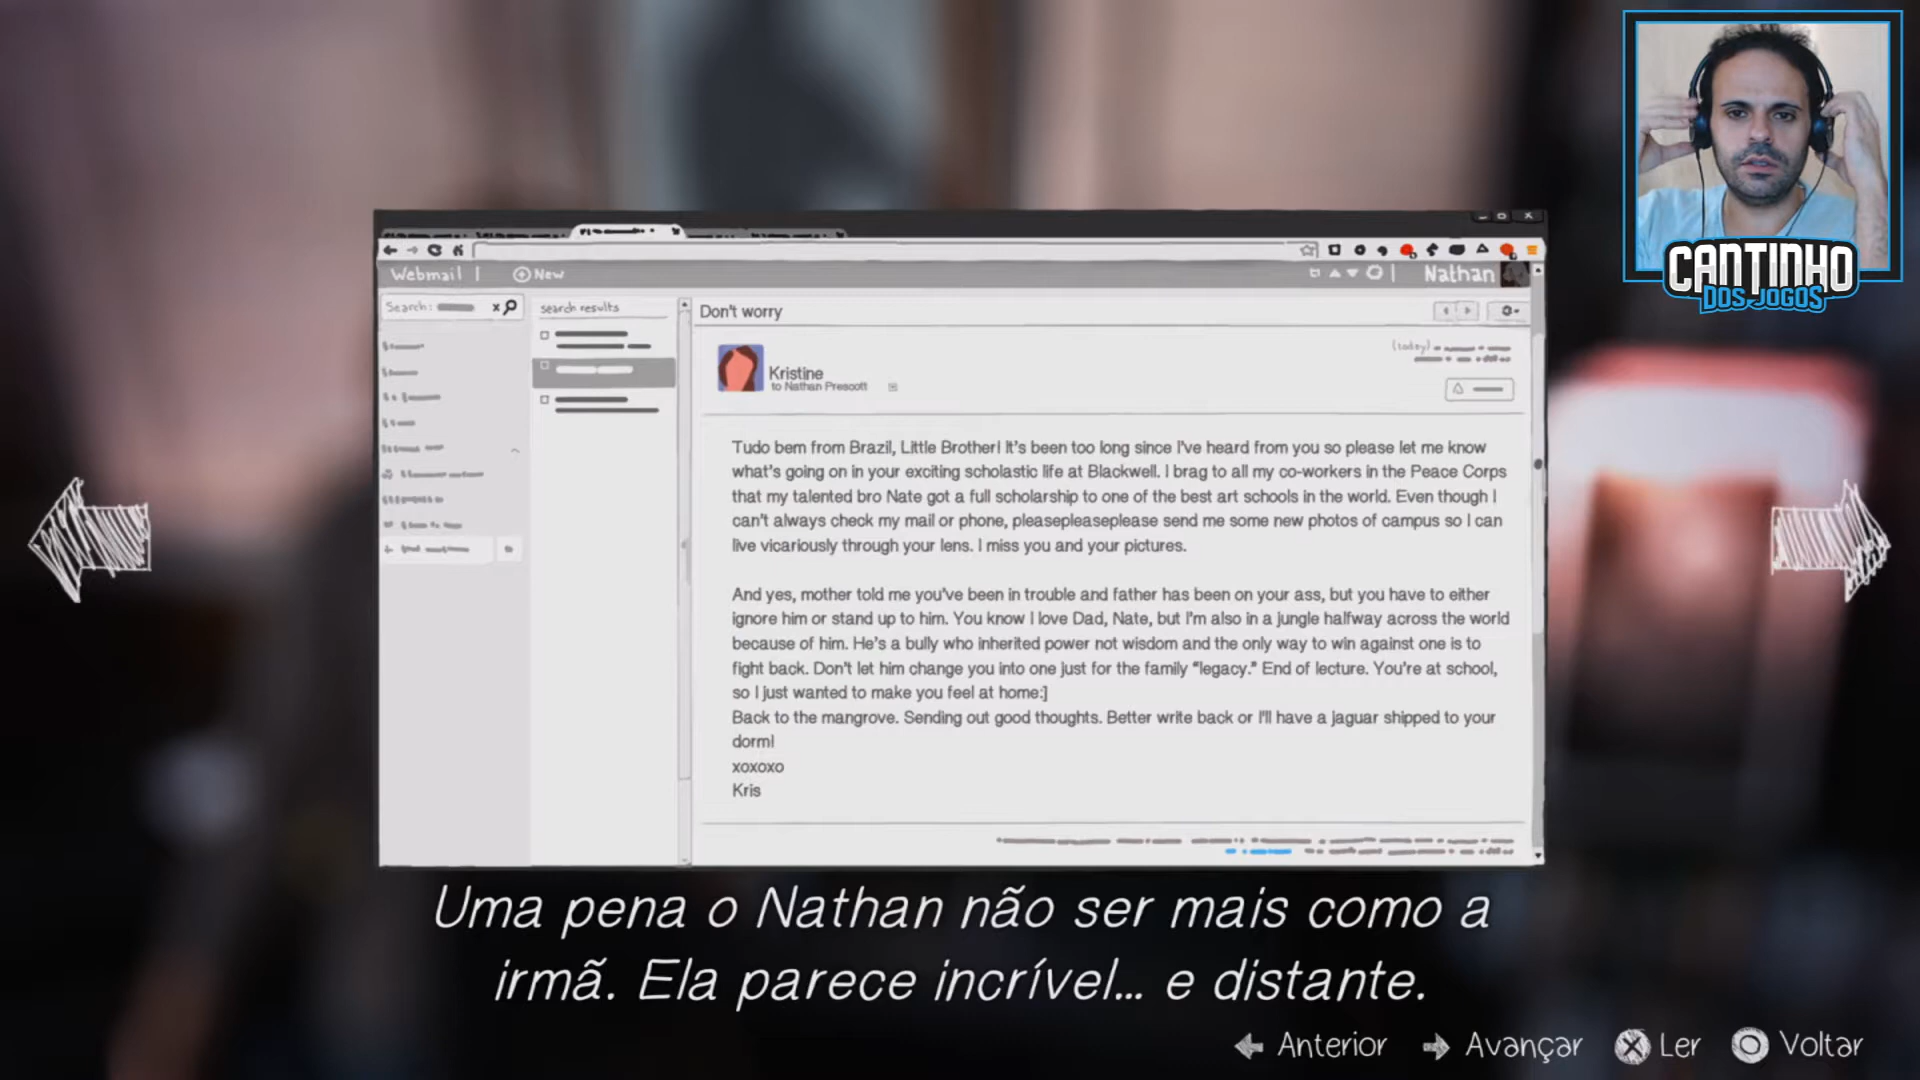 CANTINHO
DOS JOGOS
Webmail
New
Nathan
Search:
x
search results
Don't worry
(today)
Kristine
to Nathan Prescott
Tudo bem from Brazil, Little Brother! It's been too long since I've heard from you so please let me know
what's going on in your exciting scholastic life at Blackwell. I brag to all my co-workers in the Peace Corps
that my talented bro Nate got a full scholarship to one of the best art schools in the world. Even though I
can't always check my mail or phone, pleasepleaseplease send me some new photos of campus so I can
live vicariously through your lens. I miss you and your pictures.
And yes, mother told me you've been in trouble and father has been on your ass, but you have to either
ignore him or stand up to him. You know I love Dad, Nate, but I'm also in a jungle halfway across the world
because of him. He's a bully who inherited power not wisdom and the only way to win against one is to
fight back. Don't let him change you into one just for the family “legacy.” End of lecture. You're at school,
so I just wanted to make you feel at home:]
Back to the mangrove. Sending out good thoughts. Better write back or I'll have a jaguar shipped to your
dorm!
xoxoxo
Kris
Uma pena o Nathan não ser mais como a
irmã. Ela parece incrível... e distante.
Anterior Avançar Ler Voltar